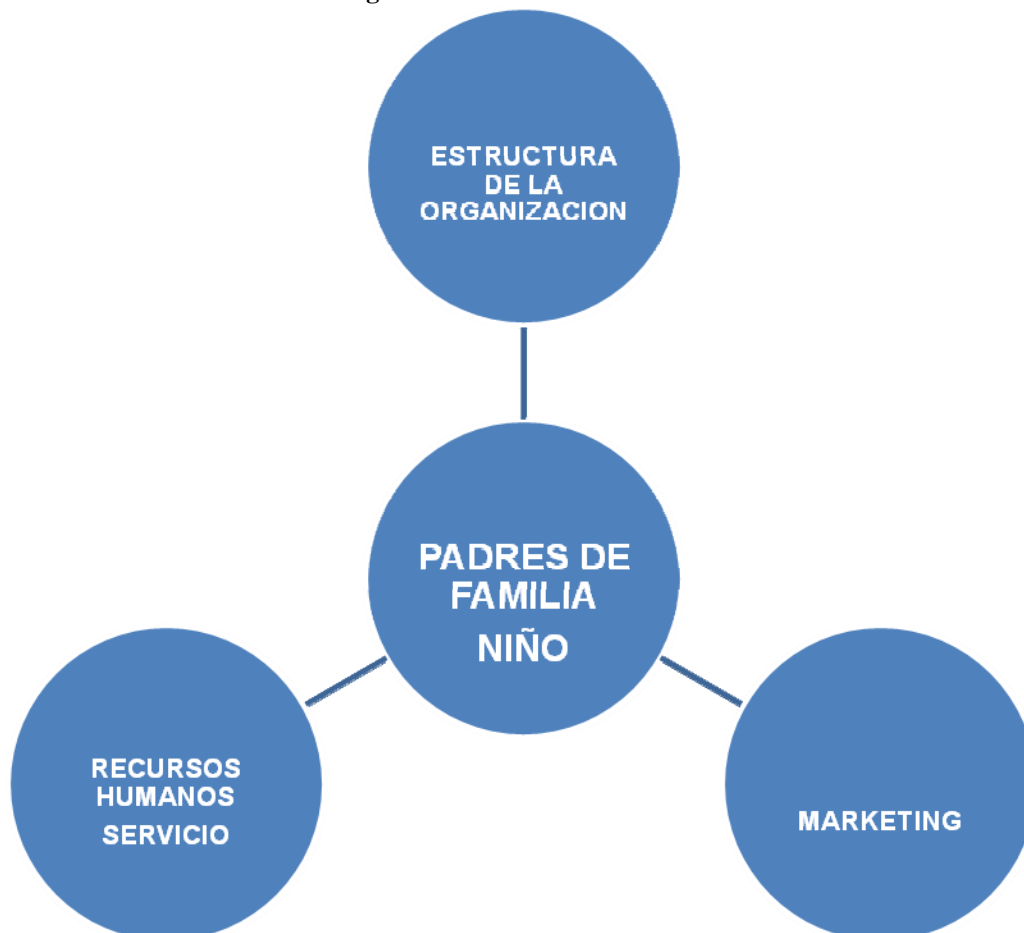 ESTRUCTURA
DE LA
ORGANIZACION
PADRES DE
FAMILIA
NIÑO
RECURSOS
HUMANOS
SERVICIO
MARKETING